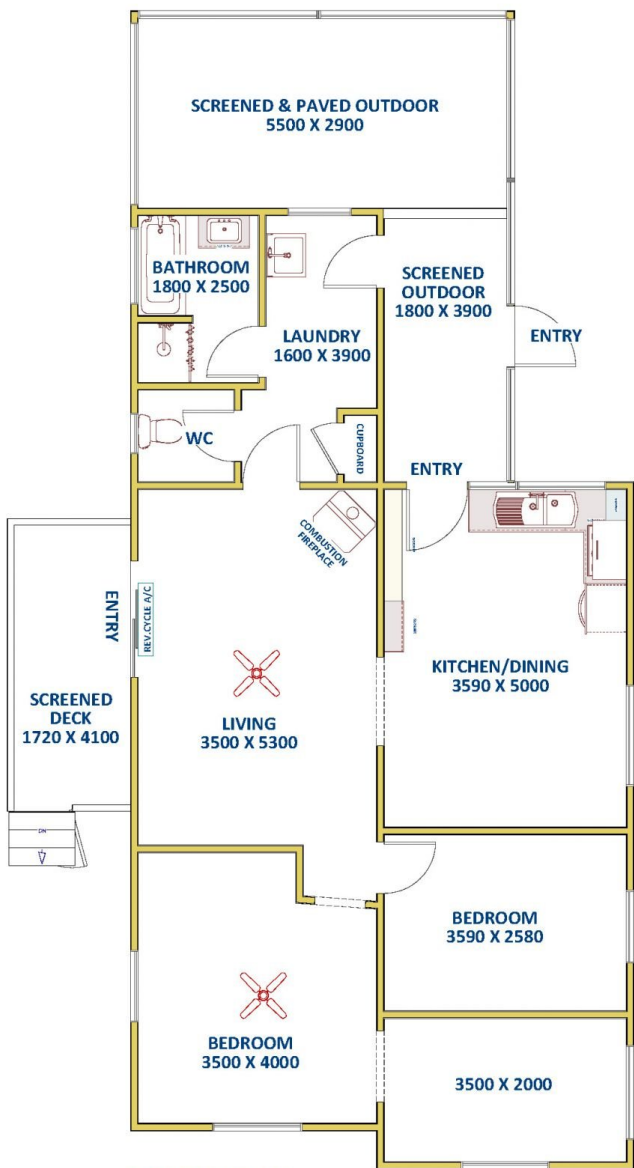 SCREENED & PAVED OUTDOOR
5500 X 2900
BATHROOM
1800 X 2500
SCREENED
OUTDOOR
1800 X 3900
LAUNDRY
1600 X 3900
ENTRY
WC
CUPBOARD
ENTRY
COMBUSTION
FIREPLACE
ENTRY
REV.CYCLE A/C
KITCHEN/DINING
3590 X 5000
SCREENED
DECK
1720 X 4100
LIVING
3500 X 5300
DN
BEDROOM
3590 X 2580
BEDROOM
3500 X 4000
3500 X 2000